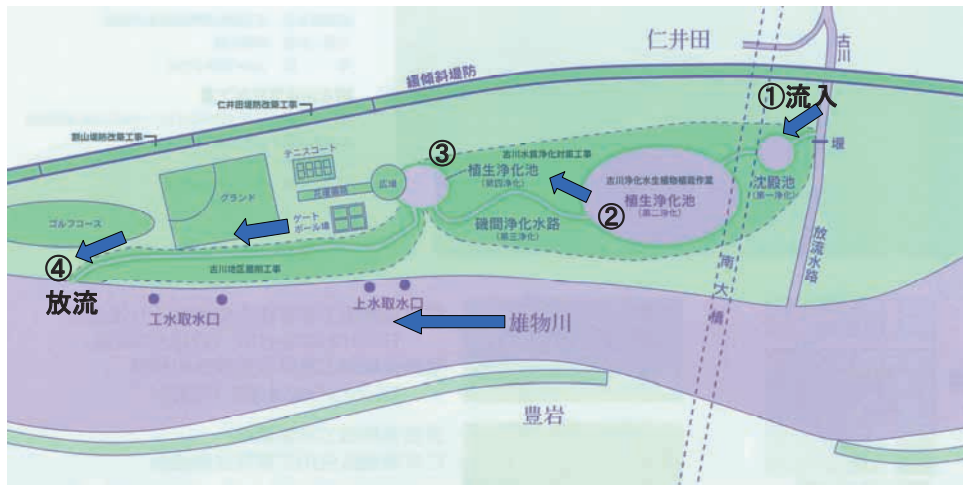 仁井田
古川
緩傾斜堤防
①流入
仁井田堤防改築工事
割山堤防改築工事
堰
テニスコート
③
古川水質浄化対策工事
植生浄化池
(第四浄化)
広場
古川浄化水生植物植栽作業
沈殿池
(第一浄化)
グランド
植生浄化池
(第二浄化)
②
ゴルフコース
ゲート
ボール場
礒間浄化水路
(第三浄化)
放流水路
④
放流
古川地区掘削工事
南大橋
上水取水口
工水取水口
雄物川
豊岩